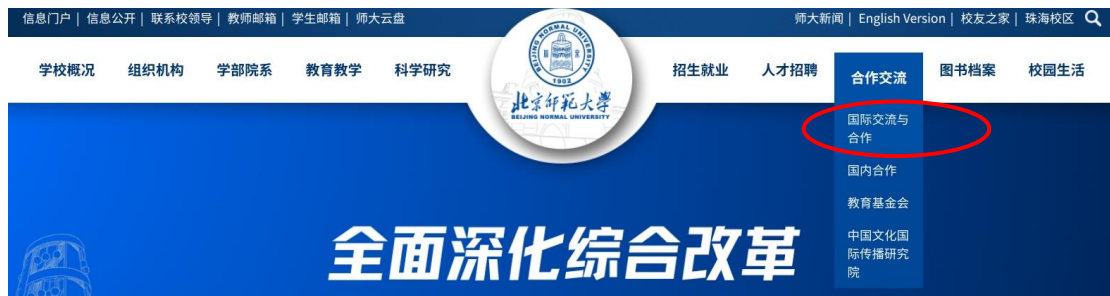 信息门户 | 信息公开 | 联系校领导 | 教师邮箱 | 学生邮箱 | 师大云盘
师大新闻 | English Version | 校友之家 | 珠海校区
学校概况 组织机构 学部院系 教育教学 科学研究
BEIJING NORMAL UNIVERSITY
1902
北京师范大学
BEIJING NORMAL UNIVERSITY
招生就业 人才招聘 合作交流 图书档案 校园生活
国际交流与
合作
国内合作
教育基金会
中国文化国
际传播研究
院
全面深化综合改革